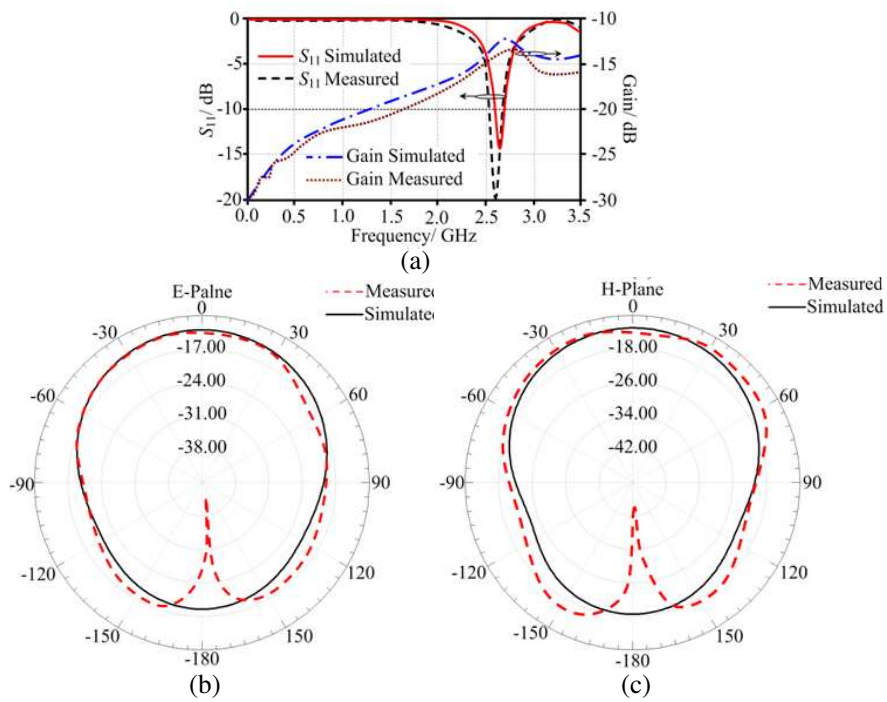 0 -10
S11 Simulated
S11 Measured
-5 -15
-10 -20
-15 -25
-20 -30
S11/ dB
Gain/ dB
Gain Simulated
Gain Measured
0.0 0.5 1.0 1.5 2.0 2.5 3.0 3.5
Frequency/ GHz
(a)
E-Palne
Measured
Simulated
0
-30 30
-17.00
-24.00
-60 60
-31.00
-38.00
-90 90
-120 120
-150 150
-180
(b)
H-Plane
Measured
Simulated
0
-30 30
-18.00
-26.00
-60 60
-34.00
-42.00
-90 90
-120 120
-150 150
-180
(c)